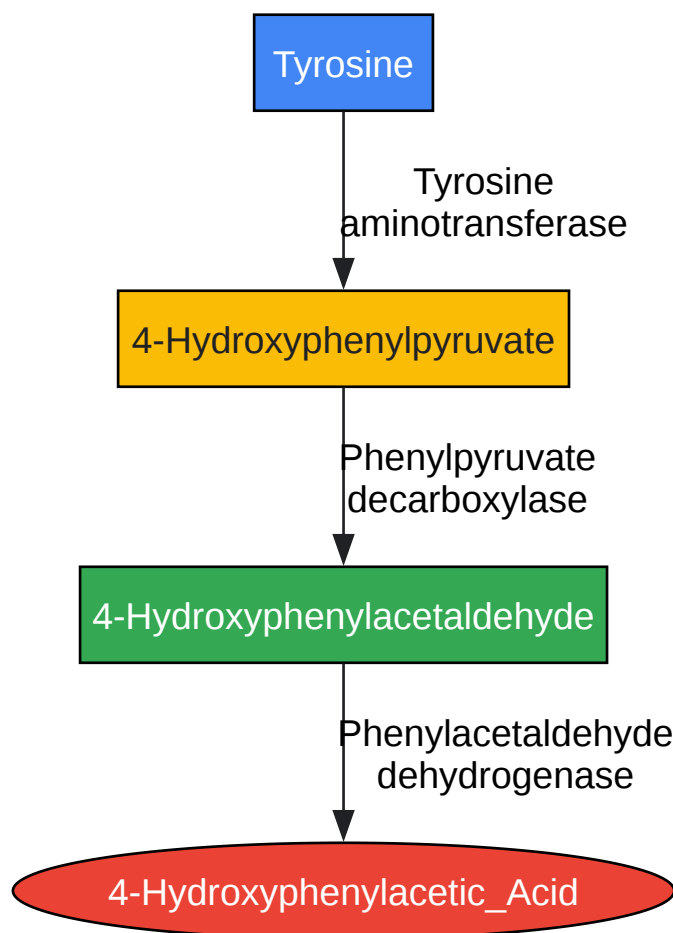 Tyrosine
Tyrosine
aminotransferase
4-Hydroxyphenylpyruvate
Phenylpyruvate
decarboxylase
4-Hydroxyphenylacetaldehyde
Phenylacetaldehyde
dehydrogenase
4-Hydroxyphenylacetic_Acid